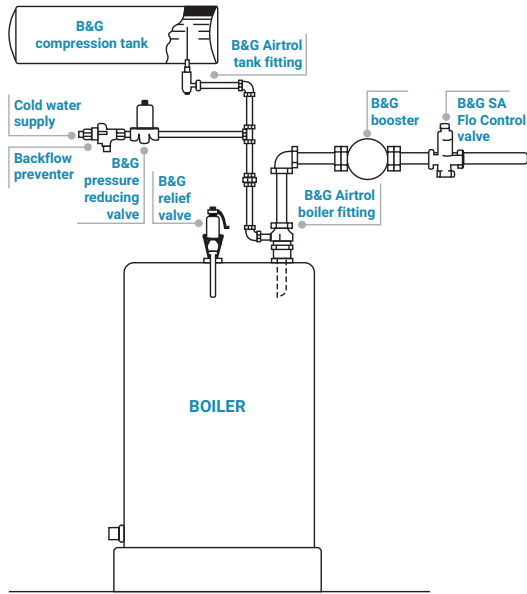 B&G
compression tank
B&G Airtrol
tank fitting
Cold water
supply
Backflow
preventer
B&G
pressure
reducing
valve
B&G
relief
valve
B&G Airtrol
boiler fitting
B&G
booster
B&G SA
Flo Control
valve
BOILER